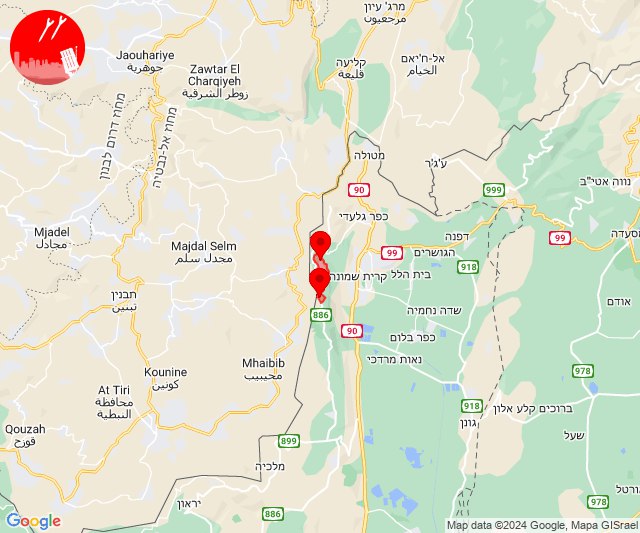 מרג' עיון
مرجعيون
קליעה
قليعة
אל-ח'יאם
الخيام
Jaouhariye
جوهرية
Zawtar El
Charqiyeh
زوطر الشرقية
מחוז דרום לבנון
מחוז אל-נבטיה
מטולה
ע'ג'ר
נווה אטי"ב
999
90
כפר גלעדי
99
מסעדה
דפנה
הגושרים
99
918
Mjadel
مجادل
Majdal Selm
مجدل سلم
קרית שמונה
בית הלל
תבנין
تبنين
886
שדה נחמיה
אודם
90
כפר בלום
נאות מרדכי
Mhaibib
محيبيب
Kounine
كونين
978
At Tiri
محافظة
النبطية
918
גונן
ברוכים קלע אלון
Qouzah
قوزح
899
שעל
מלכיה
יראון
886
978
ורטל
Google
Map data ©2024 Google, Mapa GISrael